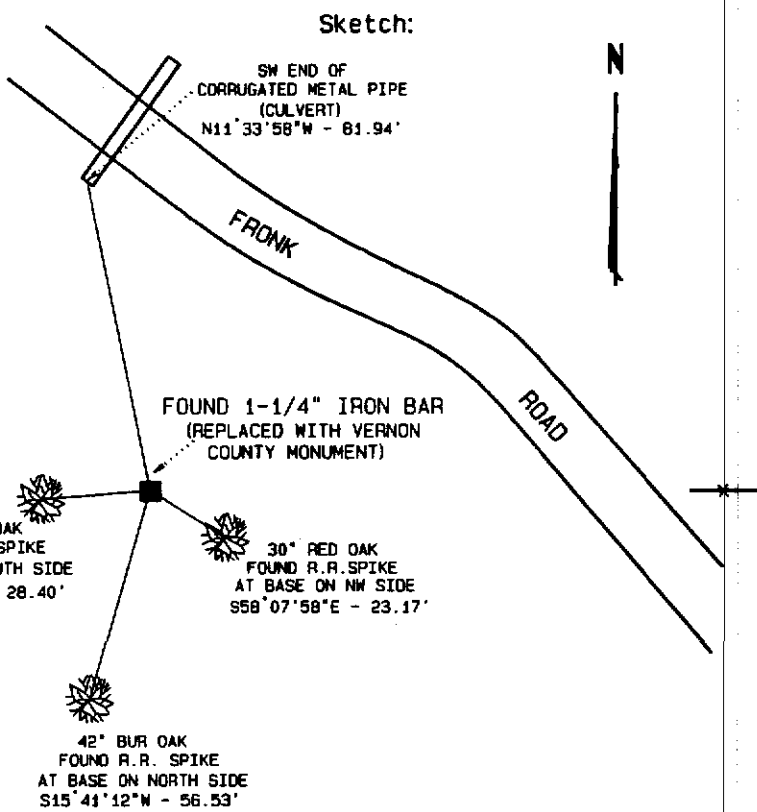 Sketch:
N
SW END OF
CORRUGATED METAL PIPE
(CULVERT)
N11°33'58"W - 81.94'
FRONK
ROAD
FOUND 1-1/4" IRON BAR
(REPLACED WITH VERNON
COUNTY MONUMENT)
OAK
SPIKE
UTH SIDE
28.40'
30" RED OAK
FOUND R.R.SPIKE
AT BASE ON NW SIDE
S58°07'58"E - 23.17'
42" BUR OAK
FOUND R.R. SPIKE
AT BASE ON NORTH SIDE
S15°41'12"W - 56.53'